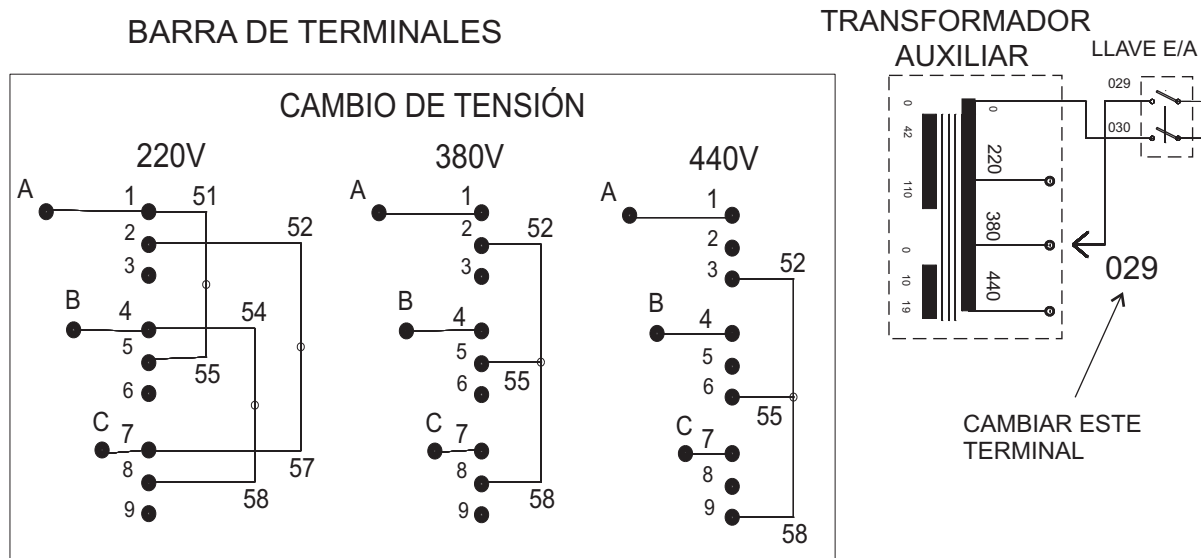 BARRA DE TERMINALES
CAMBIO DE TENSIÓN
220V
A
1
51
2
52
3
B
4
54
5
55
6
C
7
57
8
58
9
380V
A
1
2
52
3
B
4
5
55
6
C
7
8
58
9
440V
A
1
2
3
52
B
4
5
6
55
C
7
8
9
58
TRANSFORMADOR
AUXILIAR
LLAVE E/A
0
42
110
0
10
19
0
220
380
440
029
030
029
CAMBIAR ESTE
TERMINAL